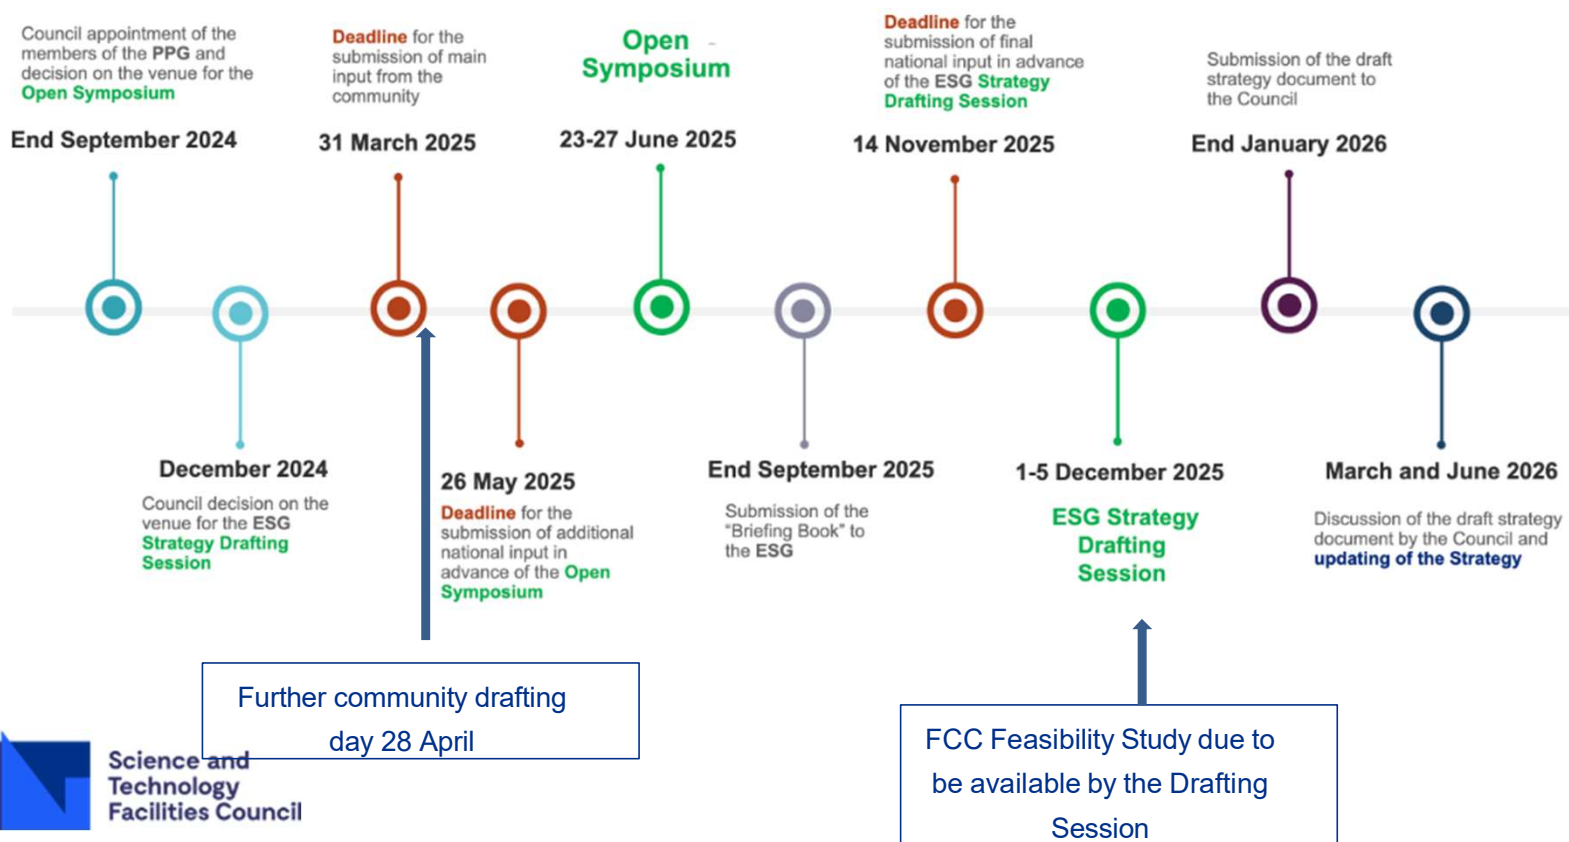 Council appointment of the
members of the PPG and
decision on the venue for the
Open Symposium
End September 2024
Deadline for the
submission of main
input from the
community
31 March 2025
Open
Symposium
23-27 June 2025
Deadline for the
submission of final
national input in advance
of the ESG Strategy
Drafting Session
14 November 2025
Submission of the draft
strategy document to
the Council
End January 2026
December 2024
Council decision on the
venue for the ESG
Strategy Drafting
Session
26 May 2025
Deadline for the
submission of additional
national input in
advance of the Open
Symposium
End September 2025
Submission of the
“Briefing Book” to
the ESG
1-5 December 2025
ESG Strategy
Drafting
Session
March and June 2026
Discussion of the draft strategy
document by the Council and
updating of the Strategy
Further community drafting
day 28 April
FCC Feasibility Study due to
be available by the Drafting
Session
Science and
Technology
Facilities Council